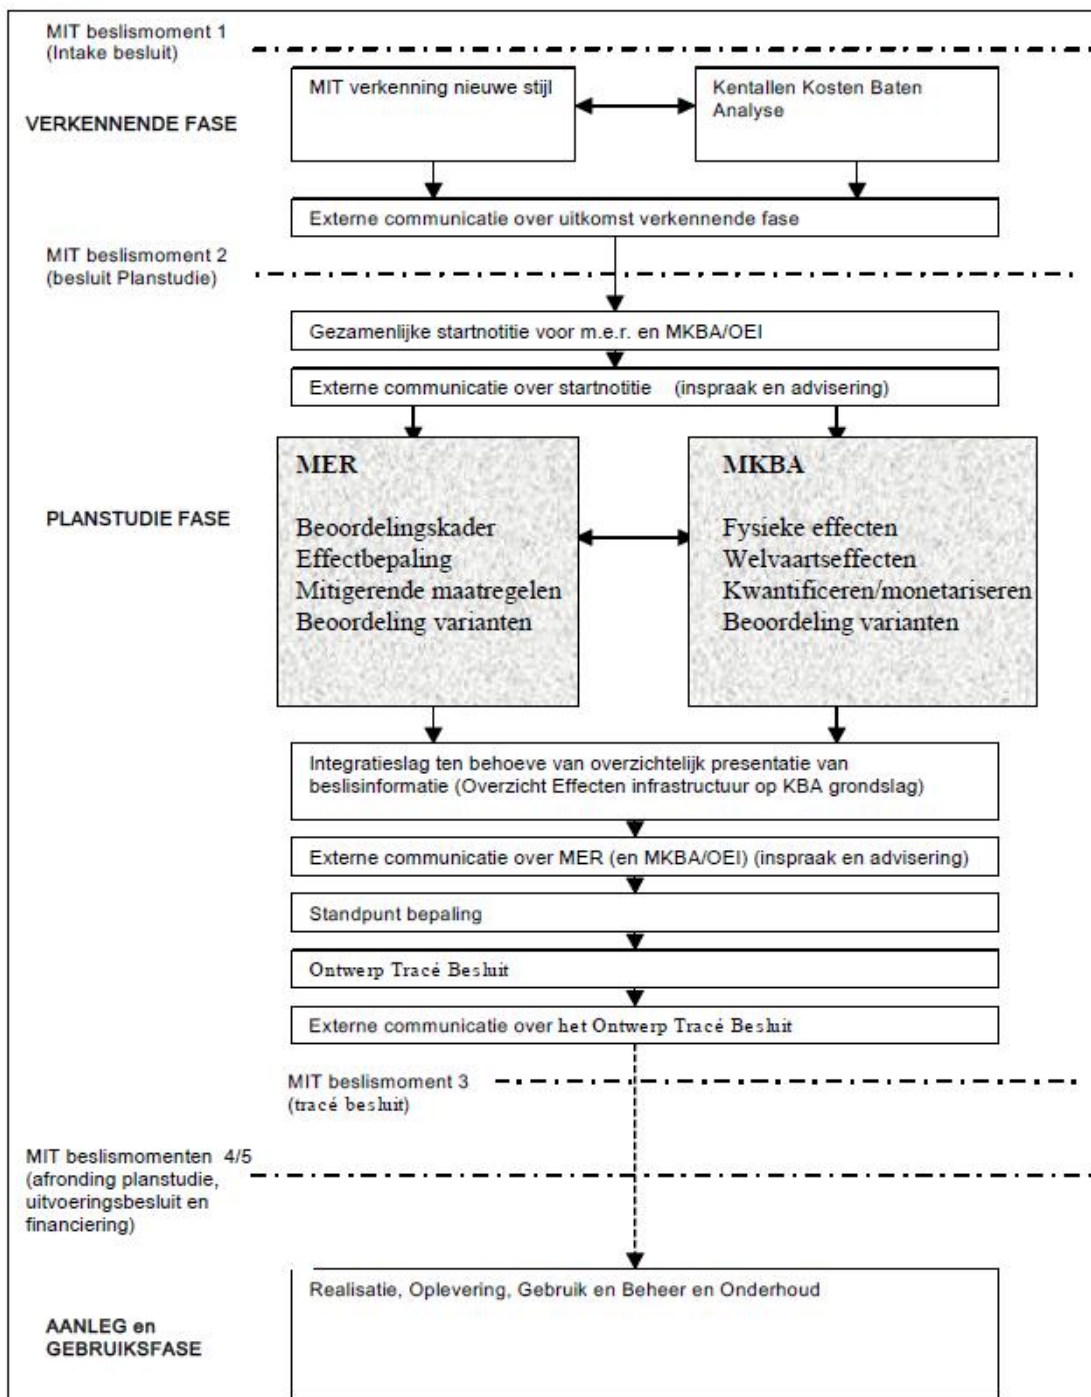 MIT beslismoment 1
(Intake besluit)
MIT verkenning nieuwe stijl
Kentallen Kosten Baten
Analyse
VERKENNENDE FASE
Externe communicatie over uitkomst verkennende fase
MIT beslismoment 2
(besluit Planstudie)
Gezamenlijke startnotitie voor m.e.r. en MKBA/OEI
Externe communicatie over startnotitie (inspraak en advisering)
PLANSTUDIE FASE
MER
Beoordelingskader
Effectbepaling
Mitigerende maatregelen
Beoordeling varianten
MKBA
Fysieke effecten
Welvaartseffecten
Kwantificeren/monetariseren
Beoordeling varianten
Integratieslag ten behoeve van overzichtelijk presentatie van
beslisinformatie (Overzicht Effecten infrastructuur op KBA grondslag)
Externe communicatie over MER (en MKBA/OEI) (inspraak en advisering)
Standpunt bepaling
Ontwerp Tracé Besluit
Externe communicatie over het Ontwerp Tracé Besluit
MIT beslismoment 3
(tracé besluit)
MIT beslismomenten 4/5
(afronding planstudie,
uitvoeringsbesluit en
financiering)
Realisatie, Oplevering, Gebruik en Beheer en Onderhoud
AANLEG en
GEBRUIKSFASE